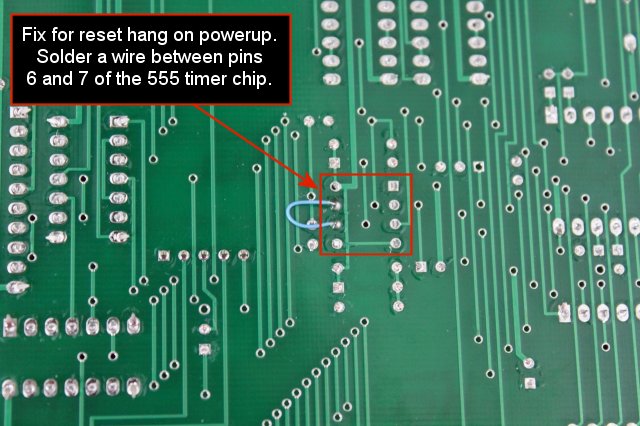 Fix for reset hang on powerup.
Solder a wire between pins
6 and 7 of the 555 timer chip.